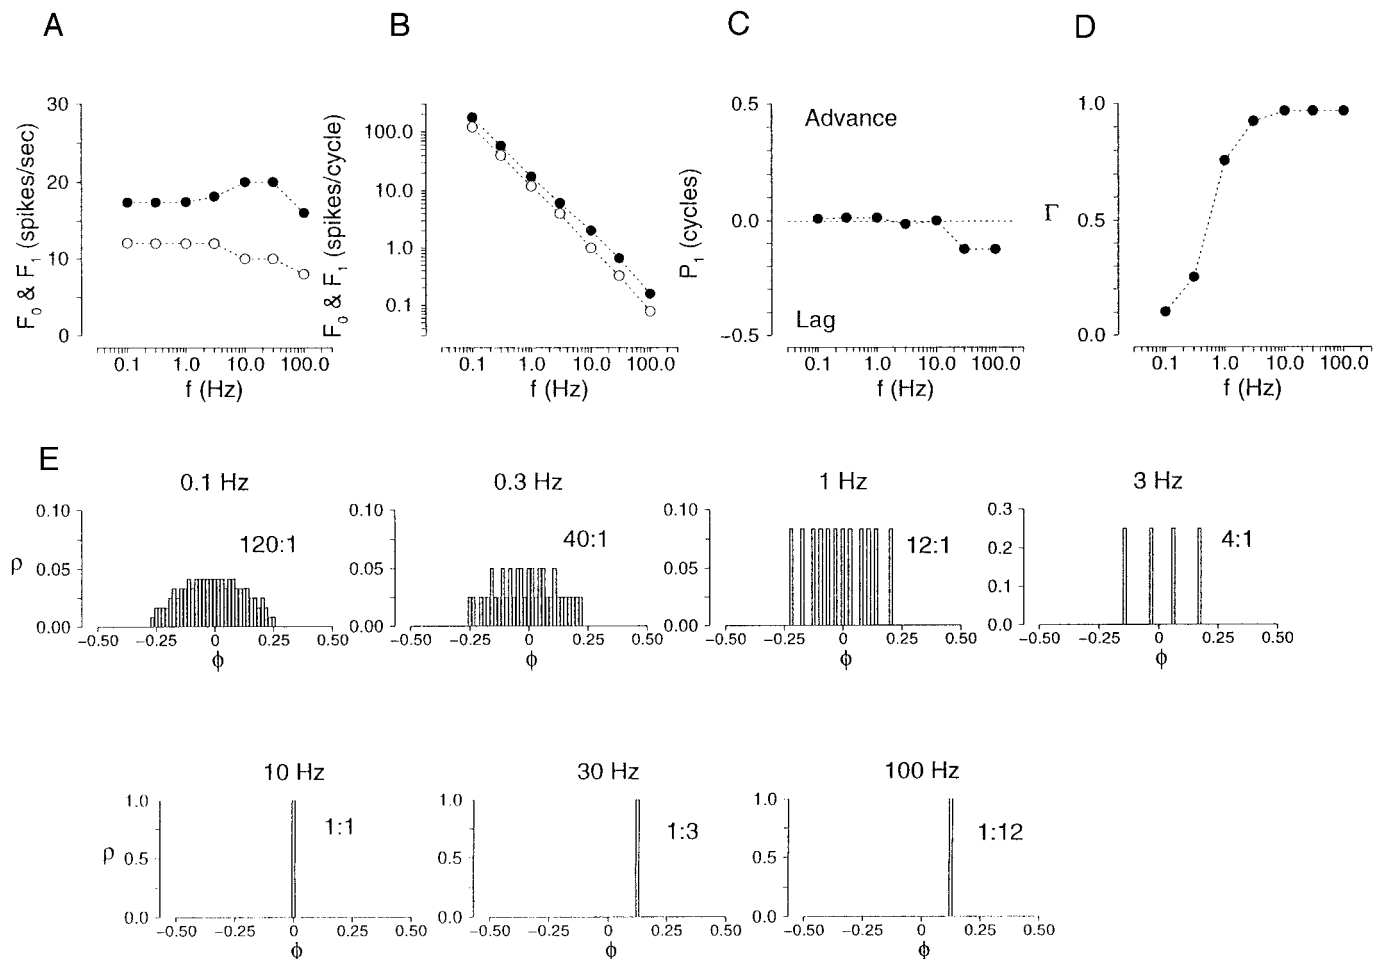 A
B
C
D
F0 & F1 (spikes/sec)
30
20
10
0
0.1 1.0 10.0 100.0
f (Hz)
F0 & F1 (spikes/cycle)
100.0
10.0
1.0
0.1
0.1 1.0 10.0 100.0
f (Hz)
P1 (cycles)
0.5
0.0
−0.5
Advance
Lag
0.1 1.0 10.0 100.0
f (Hz)
Γ
1.0
0.5
0.0
0.1 1.0 10.0 100.0
f (Hz)
E
0.1 Hz
120:1
ρ
0.10
0.05
0.00
−0.50 −0.25 0 0.25 0.50
ϕ
0.3 Hz
40:1
0.10
0.05
0.00
−0.50 −0.25 0 0.25 0.50
ϕ
1 Hz
12:1
0.10
0.05
0.00
−0.50 −0.25 0 0.25 0.50
ϕ
3 Hz
4:1
0.3
0.2
0.1
0.0
−0.50 −0.25 0 0.25 0.50
ϕ
10 Hz
1:1
ρ
1.0
0.5
0.0
−0.50 −0.25 0 0.25 0.50
ϕ
30 Hz
1:3
1.0
0.5
0.0
−0.50 −0.25 0 0.25 0.50
ϕ
100 Hz
1:12
1.0
0.5
0.0
−0.50 −0.25 0 0.25 0.50
ϕ